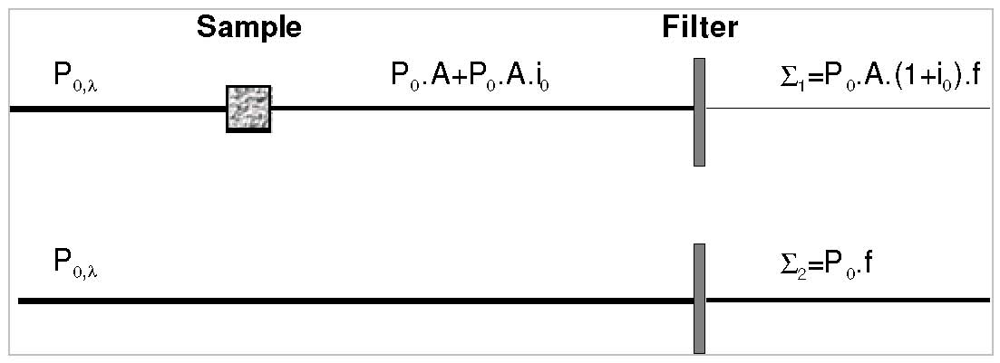 Sample Filter
P₀,λ P₀.A+P₀.A.i₀ Σ₁=P₀.A.(1+i₀).f
P₀,λ Σ₂=P₀.f